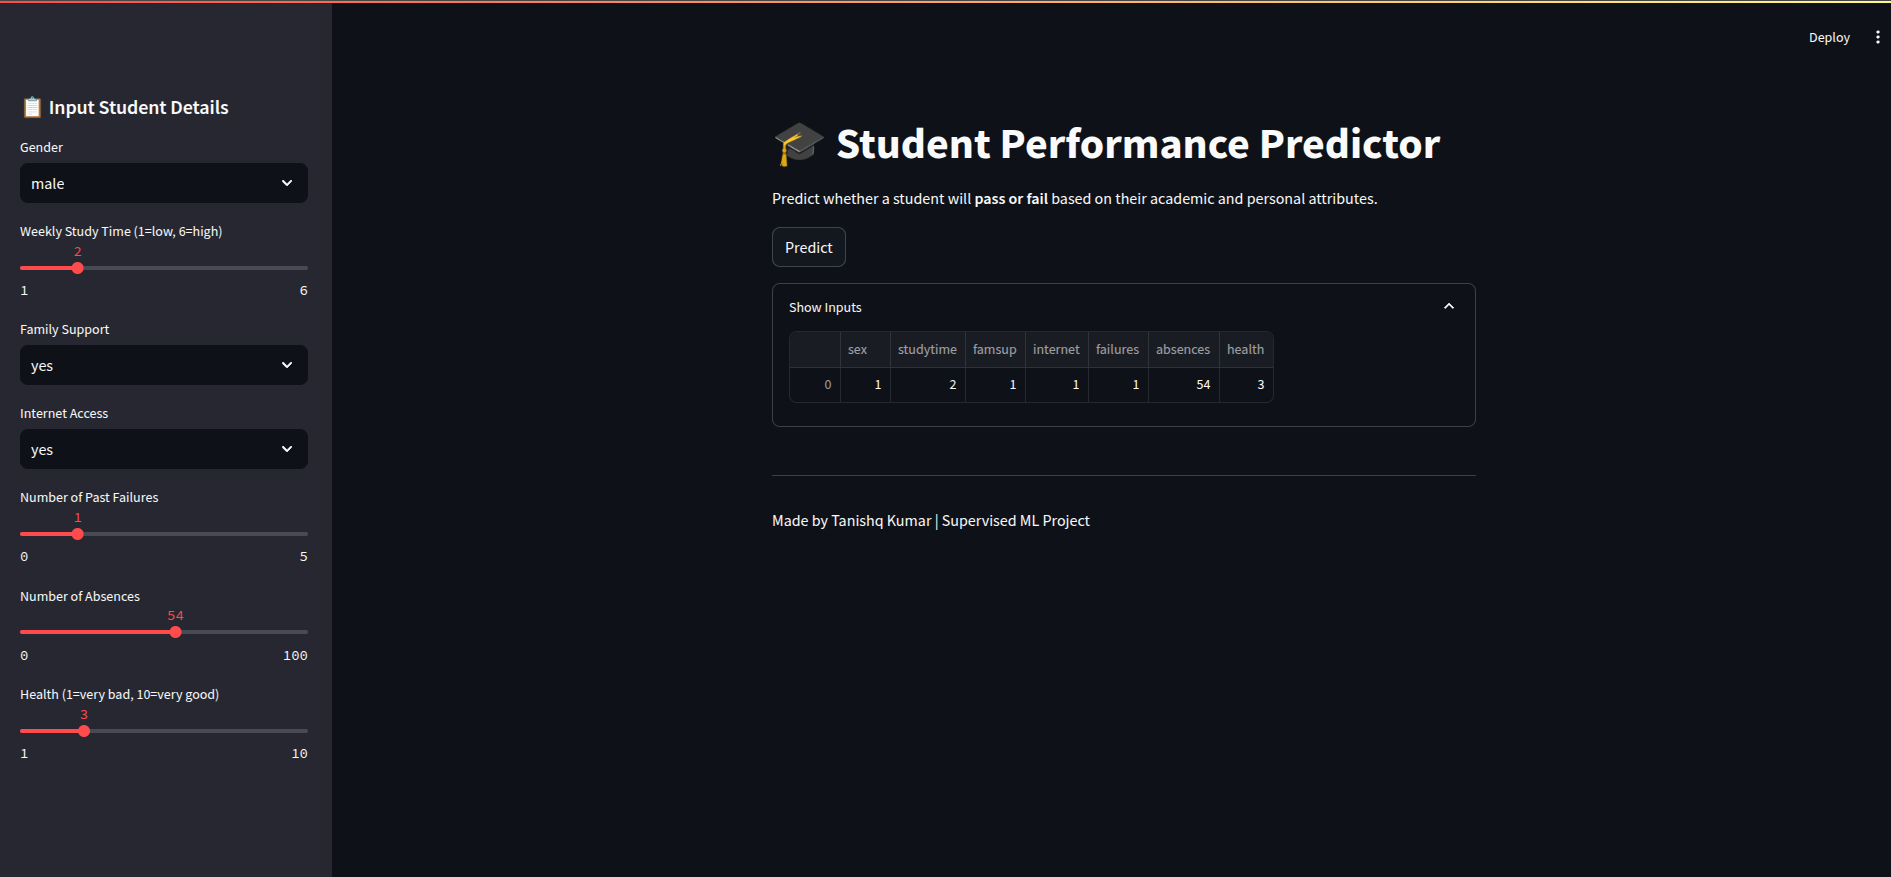 Deploy
📋 Input Student Details
Gender
male
Weekly Study Time (1=low, 6=high)
2
1 6
Family Support
yes
Internet Access
yes
Number of Past Failures
1
0 5
Number of Absences
54
0 100
Health (1=very bad, 10=very good)
3
1 10
🎓 Student Performance Predictor
Predict whether a student will pass or fail based on their academic and personal attributes.
Predict
Show Inputs
sex studytime famsup internet failures absences health
0 1 2 1 1 1 54 3
Made by Tanishq Kumar | Supervised ML Project